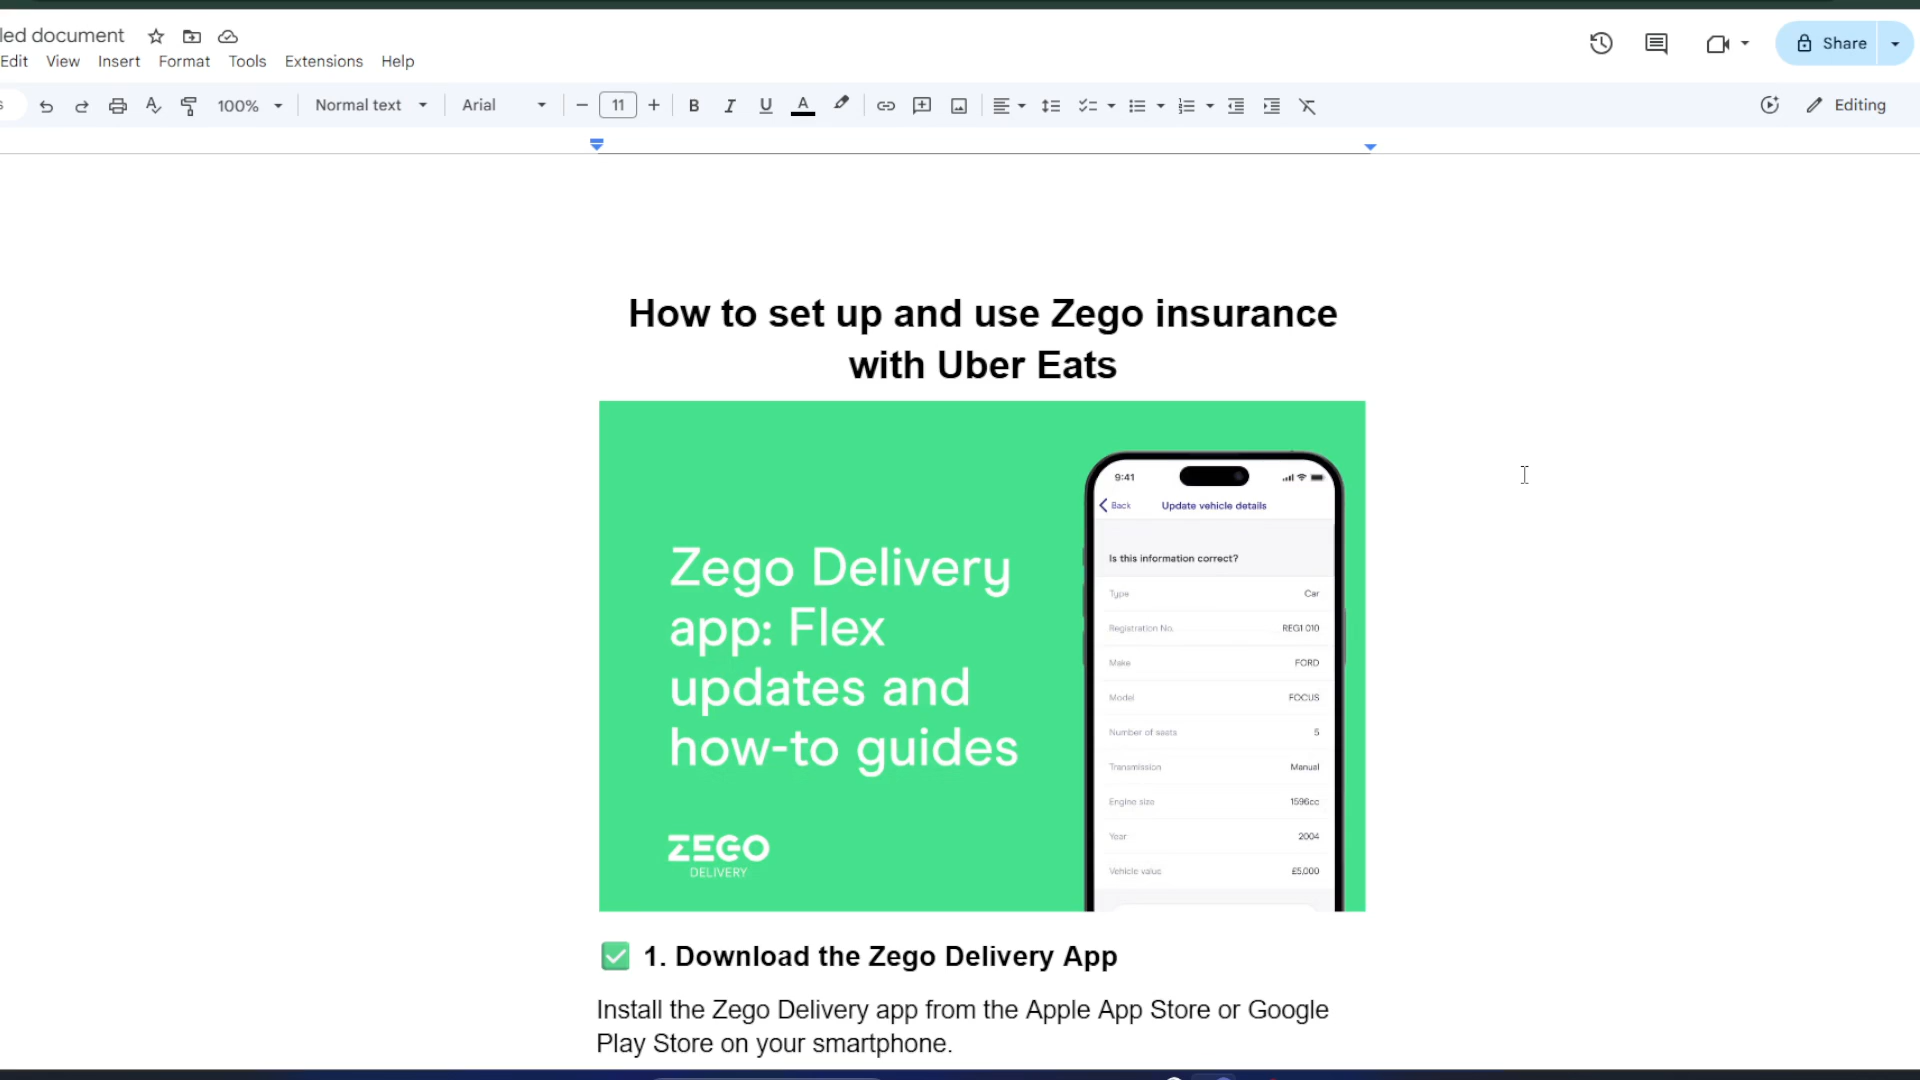 led document
Edit View Insert Format Tools Extensions Help
Share
100% Normal text Arial 11 Editing
How to set up and use Zego insurance
with Uber Eats
Zego Delivery
app: Flex
updates and
how-to guides
ZEGO
DELIVERY
9:41
Back Update vehicle details
Is this information correct?
Type Car
Registration No. REG1 010
Make FORD
Model FOCUS
Number of seats 5
Transmission Manual
Engine size 1596cc
Year 2004
Vehicle value £5,000
1. Download the Zego Delivery App
Install the Zego Delivery app from the Apple App Store or Google
Play Store on your smartphone.